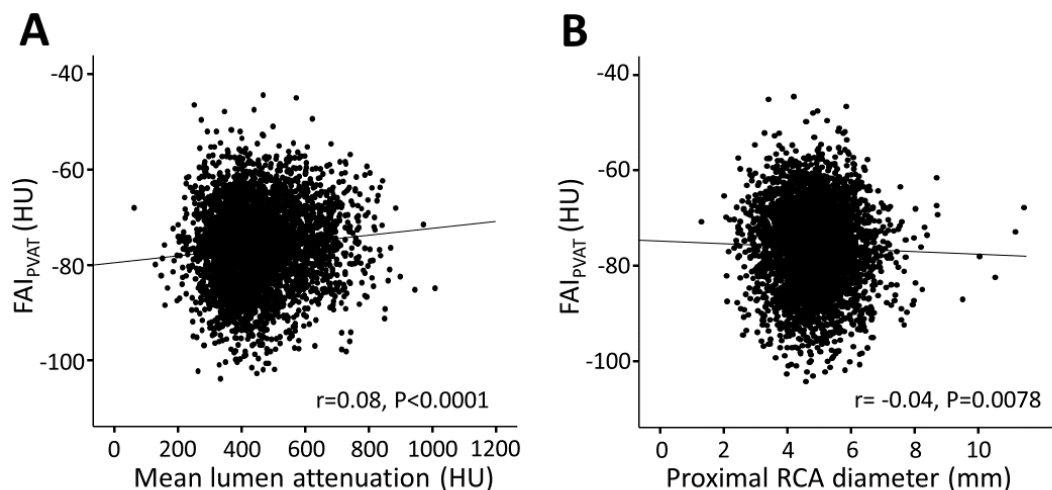 A
-40
-60
-80
-100
FAIPVAT (HU)
r=0.08, P<0.0001
0 200 400 600 800 1000 1200
Mean lumen attenuation (HU)
B
-40
-60
-80
-100
FAIPVAT (HU)
r= -0.04, P=0.0078
0 2 4 6 8 10
Proximal RCA diameter (mm)